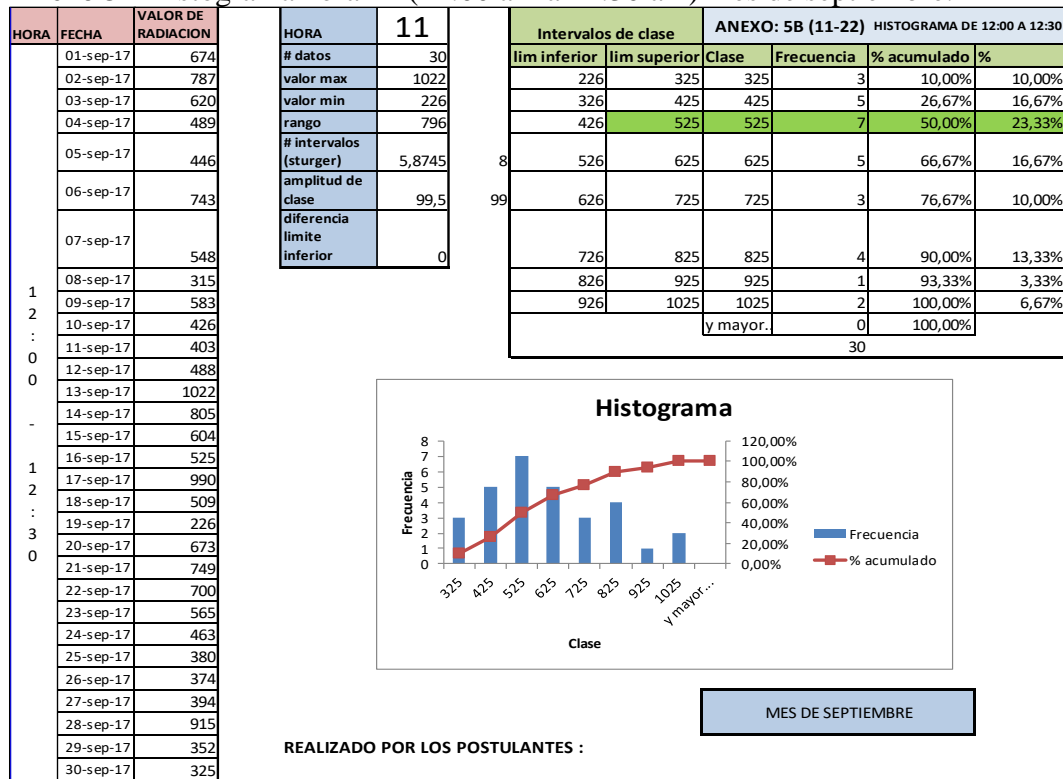 HORA FECHA VALOR DE RADIACION
12:00 - 12:30
01-sep-17 674
02-sep-17 787
03-sep-17 620
04-sep-17 489
05-sep-17 446
06-sep-17 743
07-sep-17 548
08-sep-17 315
09-sep-17 583
10-sep-17 426
11-sep-17 403
12-sep-17 488
13-sep-17 1022
14-sep-17 805
15-sep-17 604
16-sep-17 525
17-sep-17 990
18-sep-17 509
19-sep-17 226
20-sep-17 673
21-sep-17 749
22-sep-17 700
23-sep-17 565
24-sep-17 463
25-sep-17 380
26-sep-17 374
27-sep-17 394
28-sep-17 915
29-sep-17 352
30-sep-17 325
HORA 11
# datos 30
valor max 1022
valor min 226
rango 796
# intervalos
(sturger) 5,8745 8
amplitud de
clase 99,5 99
diferencia
limite
inferior 0
Intervalos de clase ANEXO: 5B (11-22) HISTOGRAMA DE 12:00 A 12:30
lim inferior lim superior Clase Frecuencia % acumulado %
226 325 325 3 10,00% 10,00%
326 425 425 5 26,67% 16,67%
426 525 525 7 50,00% 23,33%
526 625 625 5 66,67% 16,67%
626 725 725 3 76,67% 10,00%
726 825 825 4 90,00% 13,33%
826 925 925 1 93,33% 3,33%
926 1025 1025 2 100,00% 6,67%
y mayor.. 0 100,00%
30
Histograma
Frecuencia
8
7
6
5
4
3
2
1
0
120,00%
100,00%
80,00%
60,00%
40,00%
20,00%
0,00%
325 425 525 625 725 825 925 1025 y mayor...
Clase
Frecuencia
% acumulado
MES DE SEPTIEMBRE
REALIZADO POR LOS POSTULANTES :